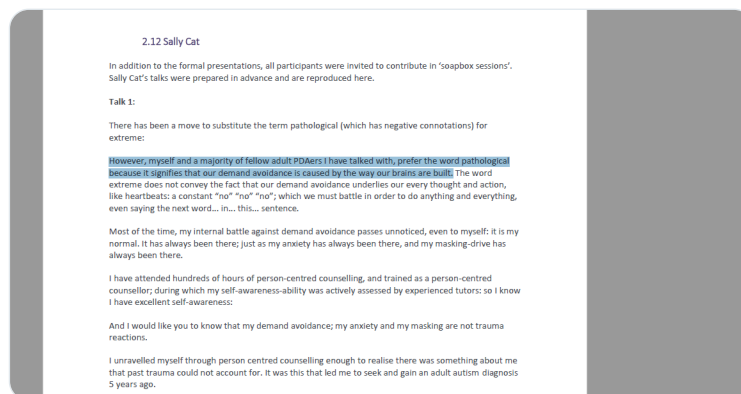 2.12 Sally Cat
In addition to the formal presentations, all participants were invited to contribute in ‘soapbox sessions’.
Sally Cat’s talks were prepared in advance and are reproduced here.
Talk 1:
There has been a move to substitute the term pathological (which has negative connotations) for
extreme:
However, myself and a majority of fellow adult PDAers I have talked with, prefer the word pathological
because it signifies that our demand avoidance is caused by the way our brains are built. The word
extreme does not convey the fact that our demand avoidance underlies our every thought and action,
like heartbeats: a constant “no” “no” “no”; which we must battle in order to do anything and everything,
even saying the next word... in... this... sentence.
Most of the time, my internal battle against demand avoidance passes unnoticed, even to myself: it is my
normal. It has always been there; just as my anxiety has always been there, and my masking-drive has
always been there.
I have attended hundreds of hours of person-centred counselling, and trained as a person-centred
counsellor; during which my self-awareness-ability was actively assessed by experienced tutors: so I know
I have excellent self-awareness:
And I would like you to know that my demand avoidance; my anxiety and my masking are not trauma
reactions.
I unravelled myself through person centred counselling enough to realise there was something about me
that past trauma could not account for. It was this that led me to seek and gain an adult autism diagnosis
5 years ago.